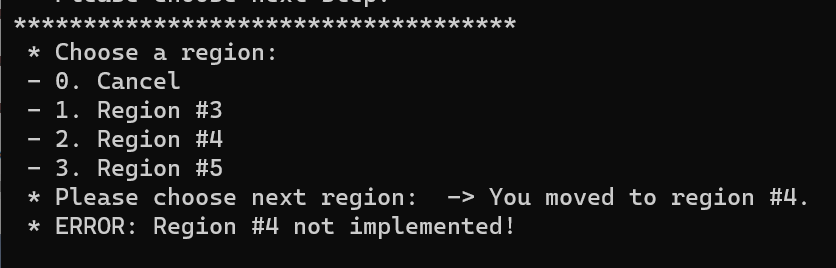 ************************************
* Choose a region:
- 0. Cancel
- 1. Region #3
- 2. Region #4
- 3. Region #5
* Please choose next region:  -> You moved to region #4.
* ERROR: Region #4 not implemented!